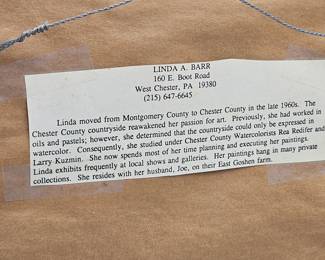 LINDA A. BARR
160 E. Boot Road
West Chester, PA 19380
(215) 647-6645
Linda moved from Montgomery County to Chester County in the late 1960s. The
Chester County countryside reawakened her passion for art. Previously, she had worked in
oils and pastels; however, she determined that the countryside could only be expressed in
watercolor. Consequently, she studied under Chester County Watercolorists Rea Redifer and
Larry Kuzmin. She now spends most of her time planning and executing her paintings.
Linda exhibits frequently at local shows and galleries. Her paintings hang in many private
collections. She resides with her husband, Joe, on their East Goshen farm.